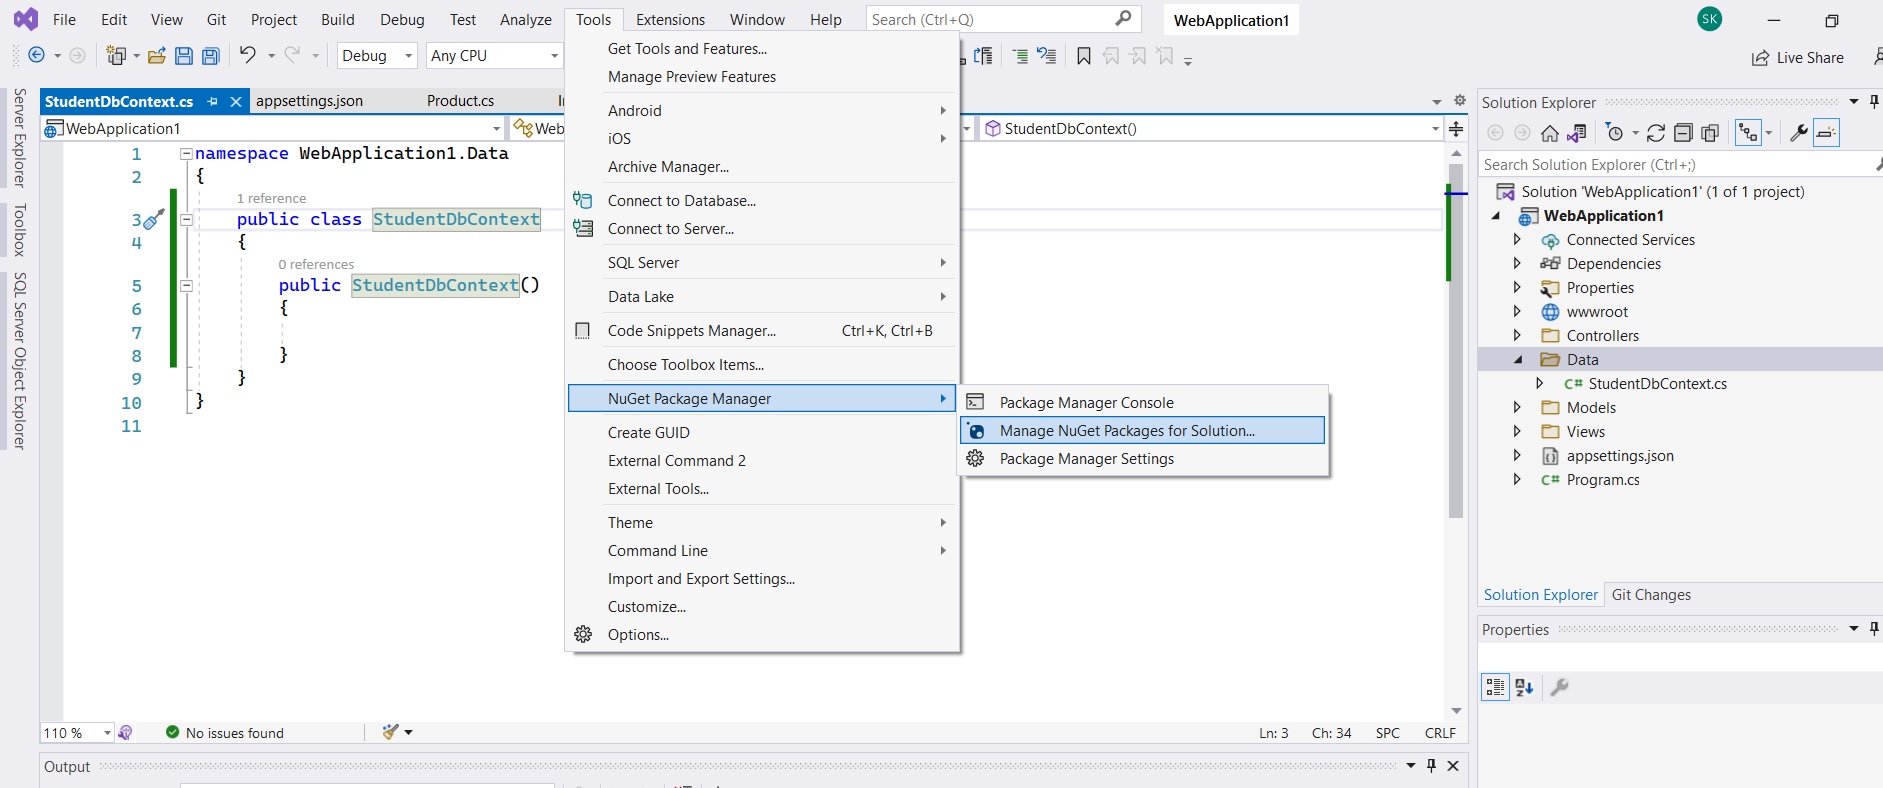 File Edit View Git Project Build Debug Test Analyze Tools Extensions Window Help Search (Ctrl+Q) WebApplication1 SK
Debug Any CPU Live Share
Server Explorer
Toolbox
SQL Server Object Explorer
StudentDbContext.cs appsettings.json Product.cs
WebApplication1 StudentDbContext()
1 namespace WebApplication1.Data
2 {
1 reference
3 public class StudentDbContext
4 {
0 references
5 public StudentDbContext()
6 {
7
8 }
9 }
10 }
11
Get Tools and Features...
Manage Preview Features
Android
iOS
Archive Manager...
Connect to Database...
Connect to Server...
SQL Server
Data Lake
Code Snippets Manager... Ctrl+K, Ctrl+B
Choose Toolbox Items...
NuGet Package Manager
Create GUID
External Command 2
External Tools...
Theme
Command Line
Import and Export Settings...
Customize...
Options...
Package Manager Console
Manage NuGet Packages for Solution...
Package Manager Settings
Solution Explorer
Search Solution Explorer (Ctrl+;)
Solution 'WebApplication1' (1 of 1 project)
WebApplication1
Connected Services
Dependencies
Properties
wwwroot
Controllers
Data
C# StudentDbContext.cs
Models
Views
appsettings.json
C# Program.cs
Solution Explorer Git Changes
Properties
110 % No issues found Ln: 3 Ch: 34 SPC CRLF
Output